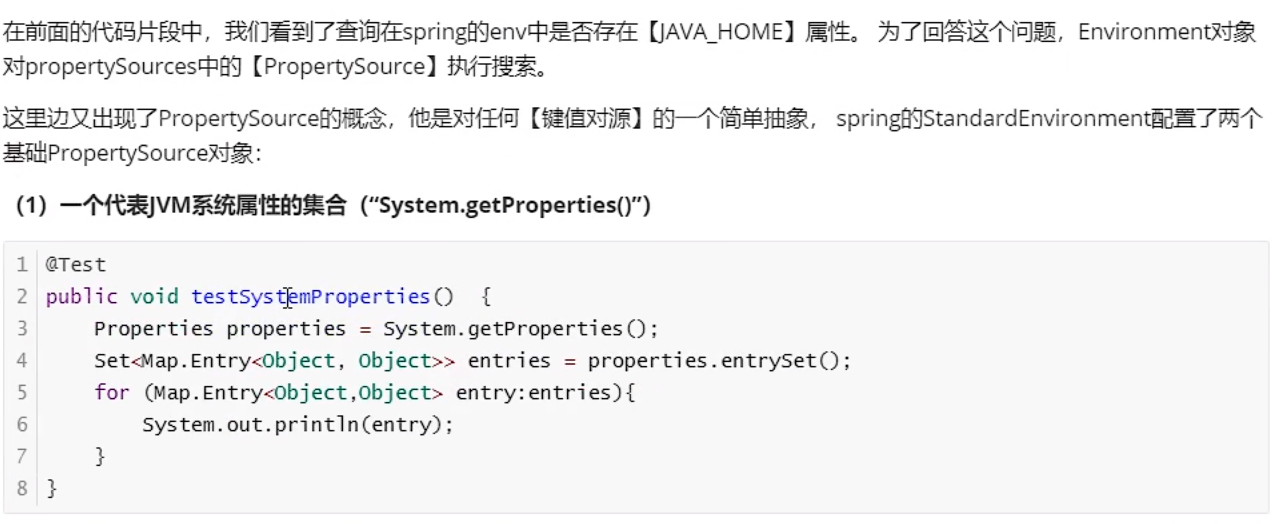 在前面的代码片段中，我们看到了查询在spring的env中是否存在【JAVA_HOME】属性。 为了回答这个问题，Environment对象
对propertySources中的【PropertySource】执行搜索。
这里边又出现了PropertySource的概念，他是对任何【键值对源】的一个简单抽象， spring的StandardEnvironment配置了两个
基础PropertySource对象：
（1）一个代表JVM系统属性的集合（“System.getProperties()”）
1 @Test
2 public void testSystemProperties()  {
3     Properties properties = System.getProperties();
4     Set<Map.Entry<Object, Object>> entries = properties.entrySet();
5     for (Map.Entry<Object,Object> entry:entries){
6         System.out.println(entry);
7     }
8 }